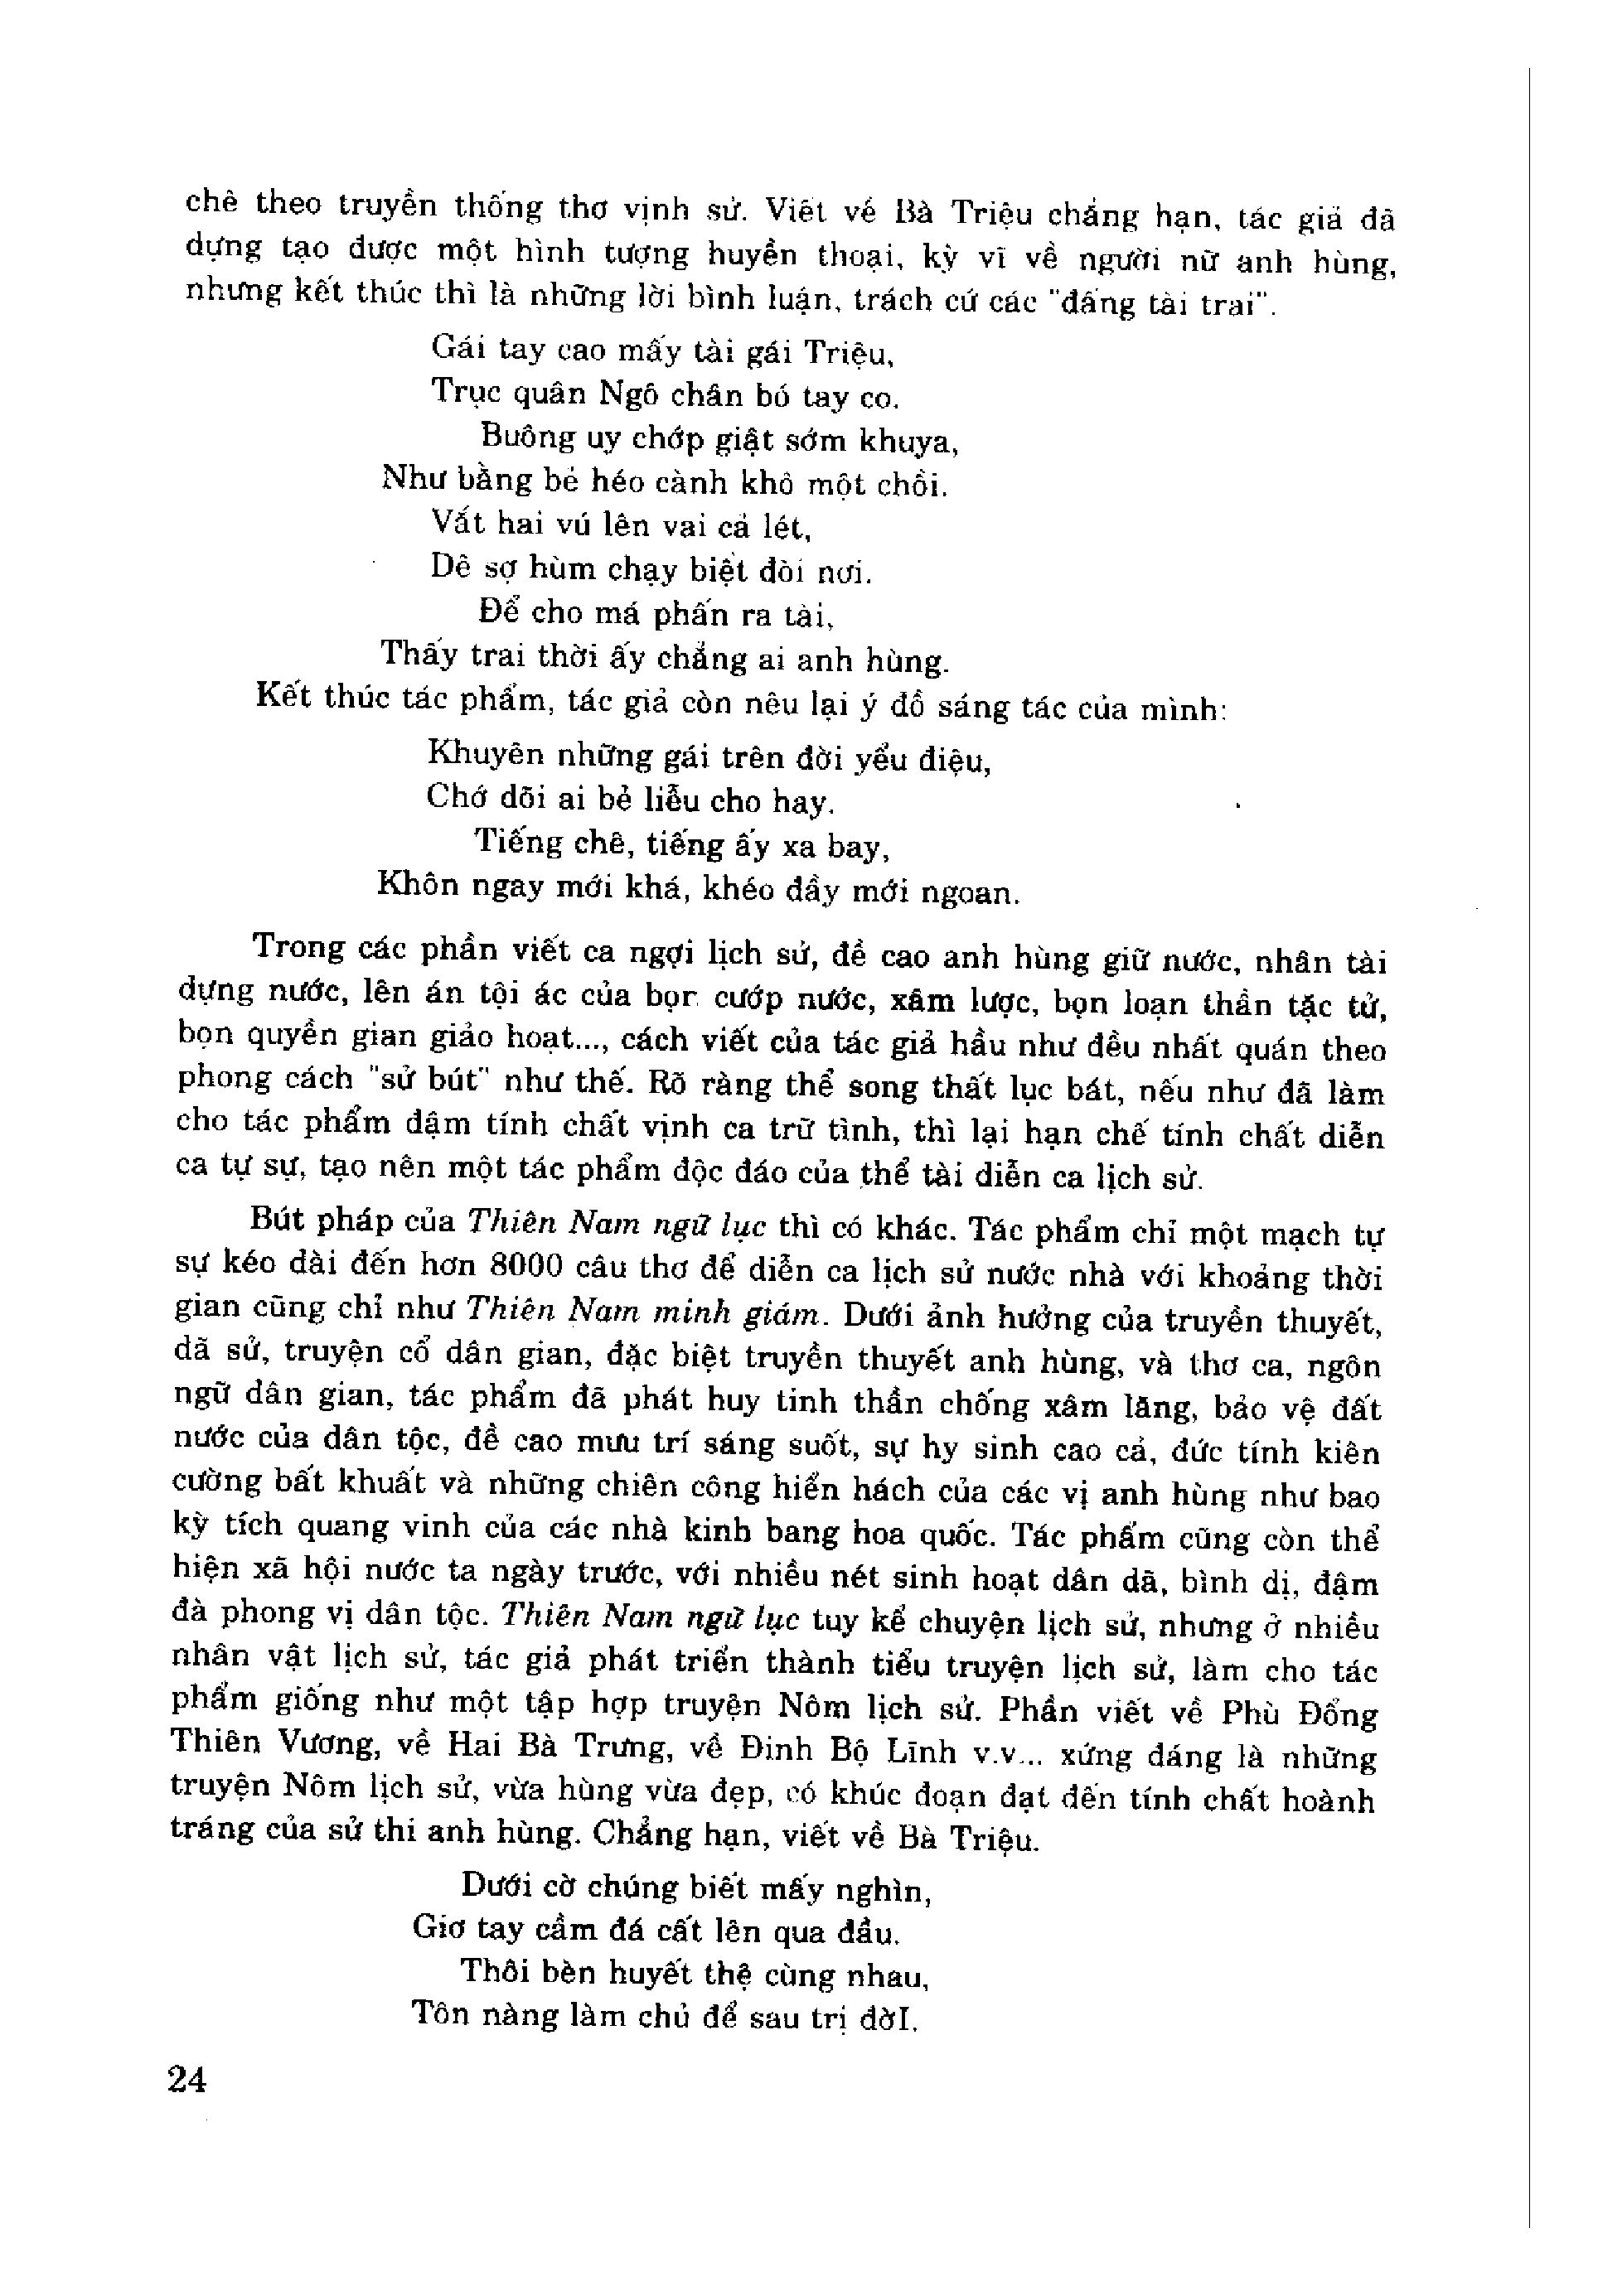 chê theo truyền thống thơ vịnh sử. Viết về Bà Triệu chẳng hạn, tác giả đã
dựng tạo được một hình tượng huyền thoại, kỳ vĩ về người nữ anh hùng,
nhưng kết thúc thì là những lời bình luận, trách cứ các "đấng tài trai".
Gái tay cao mấy tài gái Triệu,
Trục quân Ngô chân bó tay co.
Buông uy chớp giật sớm khuya,
Như bằng bẻ héo cành khô một chồi.
Vắt hai vú lên vai cả lét,
Dê sợ hùm chạy biệt đòi nơi.
Để cho má phấn ra tài,
Thấy trai thời ấy chẳng ai anh hùng.
Kết thúc tác phẩm, tác giả còn nêu lại ý đồ sáng tác của mình:
Khuyên những gái trên đời yểu điệu,
Chớ dõi ai bẻ liễu cho hay.
Tiếng chê, tiếng ấy xa bay,
Khôn ngay mới khá, khéo đầy mới ngoan.
Trong các phần viết ca ngợi lịch sử, đề cao anh hùng giữ nước, nhân tài
dựng nước, lên án tội ác của bọn cướp nước, xâm lược, bọn loạn thần tặc tử,
bọn quyền gian giảo hoạt..., cách viết của tác giả hầu như đều nhất quán theo
phong cách "sử bút" như thế. Rõ ràng thể song thất lục bát, nếu như đã làm
cho tác phẩm đậm tính chất vịnh ca trữ tình, thì lại hạn chế tính chất diễn
ca tự sự, tạo nên một tác phẩm độc đáo của thể tài diễn ca lịch sử.
Bút pháp của Thiên Nam ngữ lục thì có khác. Tác phẩm chỉ một mạch tự
sự kéo dài đến hơn 8000 câu thơ để diễn ca lịch sử nước nhà với khoảng thời
gian cũng chỉ như Thiên Nam minh giám. Dưới ảnh hưởng của truyền thuyết,
dã sử, truyện cổ dân gian, đặc biệt truyền thuyết anh hùng, và thơ ca, ngôn
ngữ dân gian, tác phẩm đã phát huy tinh thần chống xâm lăng, bảo vệ đất
nước của dân tộc, đề cao mưu trí sáng suốt, sự hy sinh cao cả, đức tính kiên
cường bất khuất và những chiên công hiển hách của các vị anh hùng như bao
kỳ tích quang vinh của các nhà kinh bang hoa quốc. Tác phẩm cũng còn thể
hiện xã hội nước ta ngày trước, với nhiều nét sinh hoạt dân dã, bình dị, đậm
đà phong vị dân tộc. Thiên Nam ngữ lục tuy kể chuyện lịch sử, nhưng ở nhiều
nhân vật lịch sử, tác giả phát triển thành tiểu truyện lịch sử, làm cho tác
phẩm giống như một tập hợp truyện Nôm lịch sử. Phần viết về Phù Đổng
Thiên Vương, về Hai Bà Trưng, về Đinh Bộ Lĩnh v.v... xứng đáng là những
truyện Nôm lịch sử, vừa hùng vừa đẹp, có khúc đoạn đạt đến tính chất hoành
tráng của sử thi anh hùng. Chẳng hạn, viết về Bà Triệu.
Dưới cờ chúng biết mấy nghìn,
Giơ tay cầm đá cất lên qua đầu.
Thôi bèn huyết thệ cùng nhau,
Tôn nàng làm chủ để sau trị đờI.
24